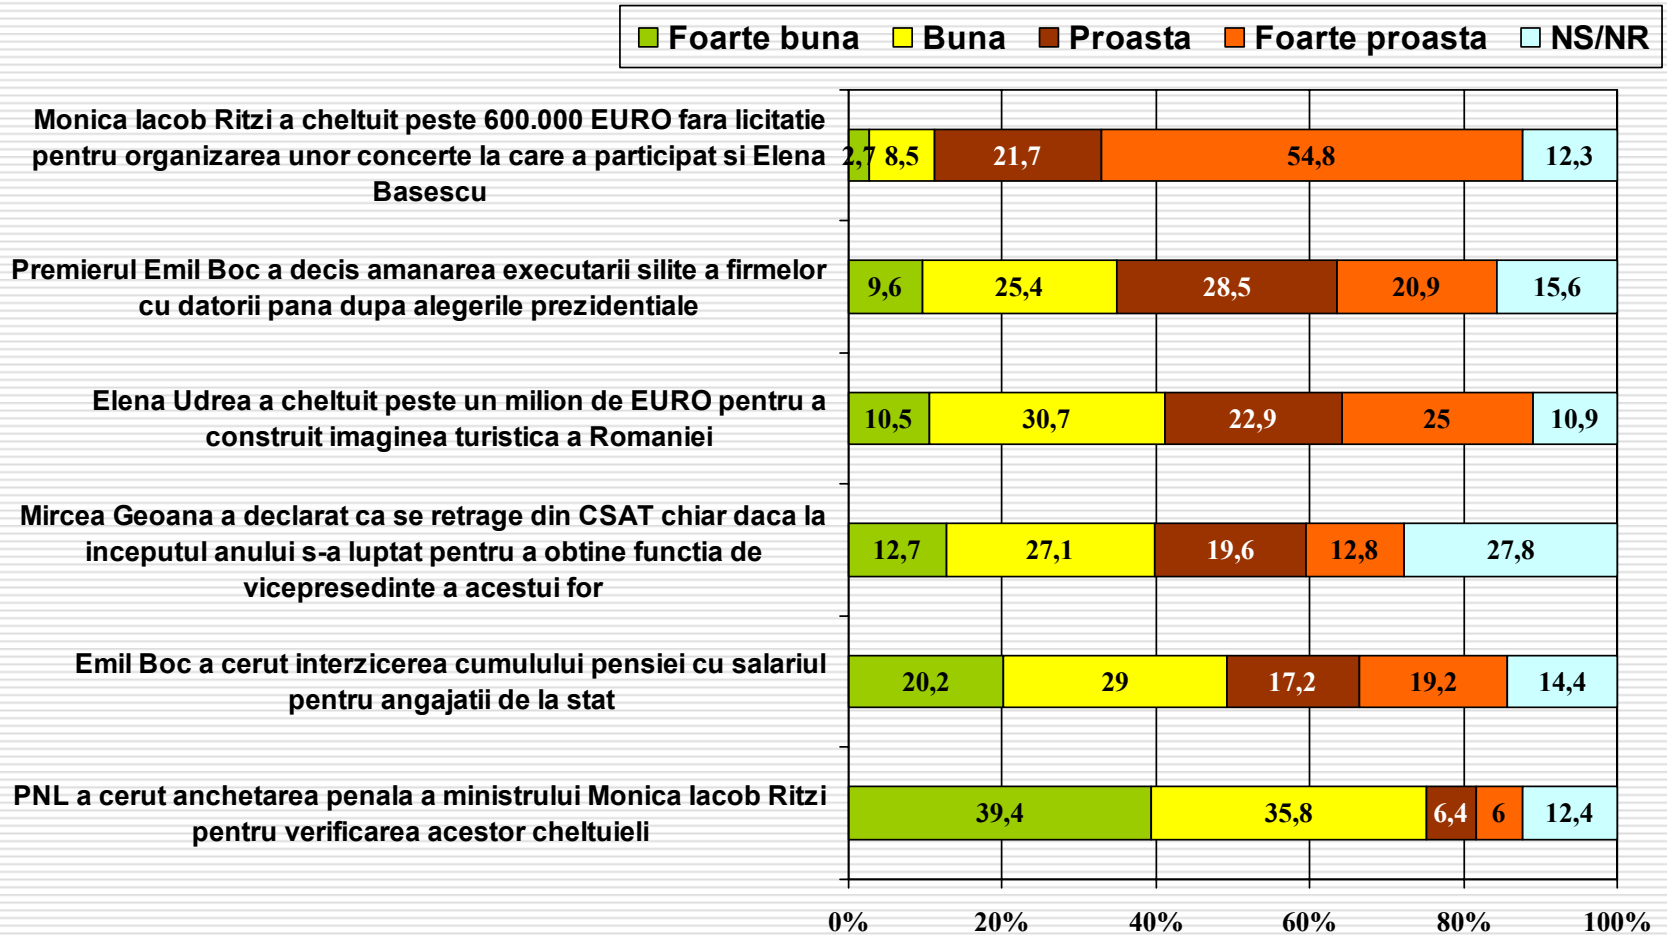 Foarte buna Buna Proasta Foarte proasta NS/NR
Monica Iacob Ritzi a cheltuit peste 600.000 EURO fara licitatie
pentru organizarea unor concerte la care a participat si Elena
Basescu
2,7 8,5 21,7 54,8 12,3
Premierul Emil Boc a decis amanarea executarii silite a firmelor
cu datorii pana dupa alegerile prezidentiale
9,6 25,4 28,5 20,9 15,6
Elena Udrea a cheltuit peste un milion de EURO pentru a
construit imaginea turistica a Romaniei
10,5 30,7 22,9 25 10,9
Mircea Geoana a declarat ca se retrage din CSAT chiar daca la
inceputul anului s-a luptat pentru a obtine functia de
vicepresedinte a acestui for
12,7 27,1 19,6 12,8 27,8
Emil Boc a cerut interzicerea cumulului pensiei cu salariul
pentru angajatii de la stat
20,2 29 17,2 19,2 14,4
PNL a cerut anchetarea penala a ministrului Monica Iacob Ritzi
pentru verificarea acestor cheltuieli
39,4 35,8 6,4 6 12,4
0% 20% 40% 60% 80% 100%